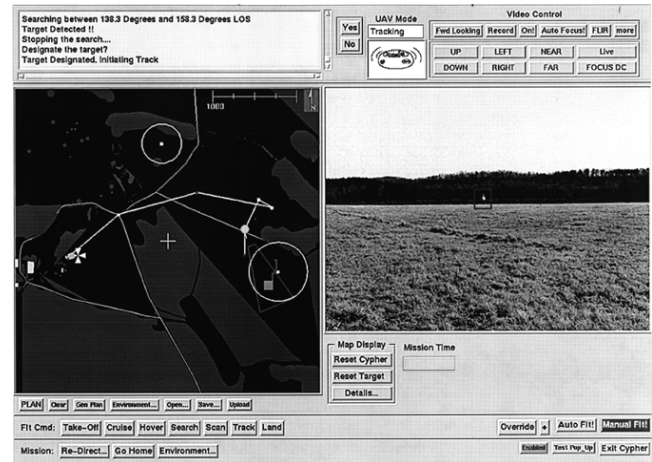 Searching between 138.3 Degrees and 158.3 Degrees LOS
Target Detected !!
Stopping the search....
Designate the target?
Target Designated, Initiating Track
Yes
No
UAV Mode
Tracking
Video Control
Fwd Looking Record On! Auto Focus! FLIR more
UP LEFT NEAR Live
DOWN RIGHT FAR FOCUS DC
1000
N
Map Display
Reset Cypher
Reset Target
Details...
Mission Time
PLAN Clear Gen Plan Environment... Open... Save... Upload
Flt Cmd: Take-Off Cruise Hover Search Scan Track Land
Override Auto Flt! Manual Flt!
Mission: Re-Direct... Go Home Environment...
Enabled Test Pop_Up Exit Cypher